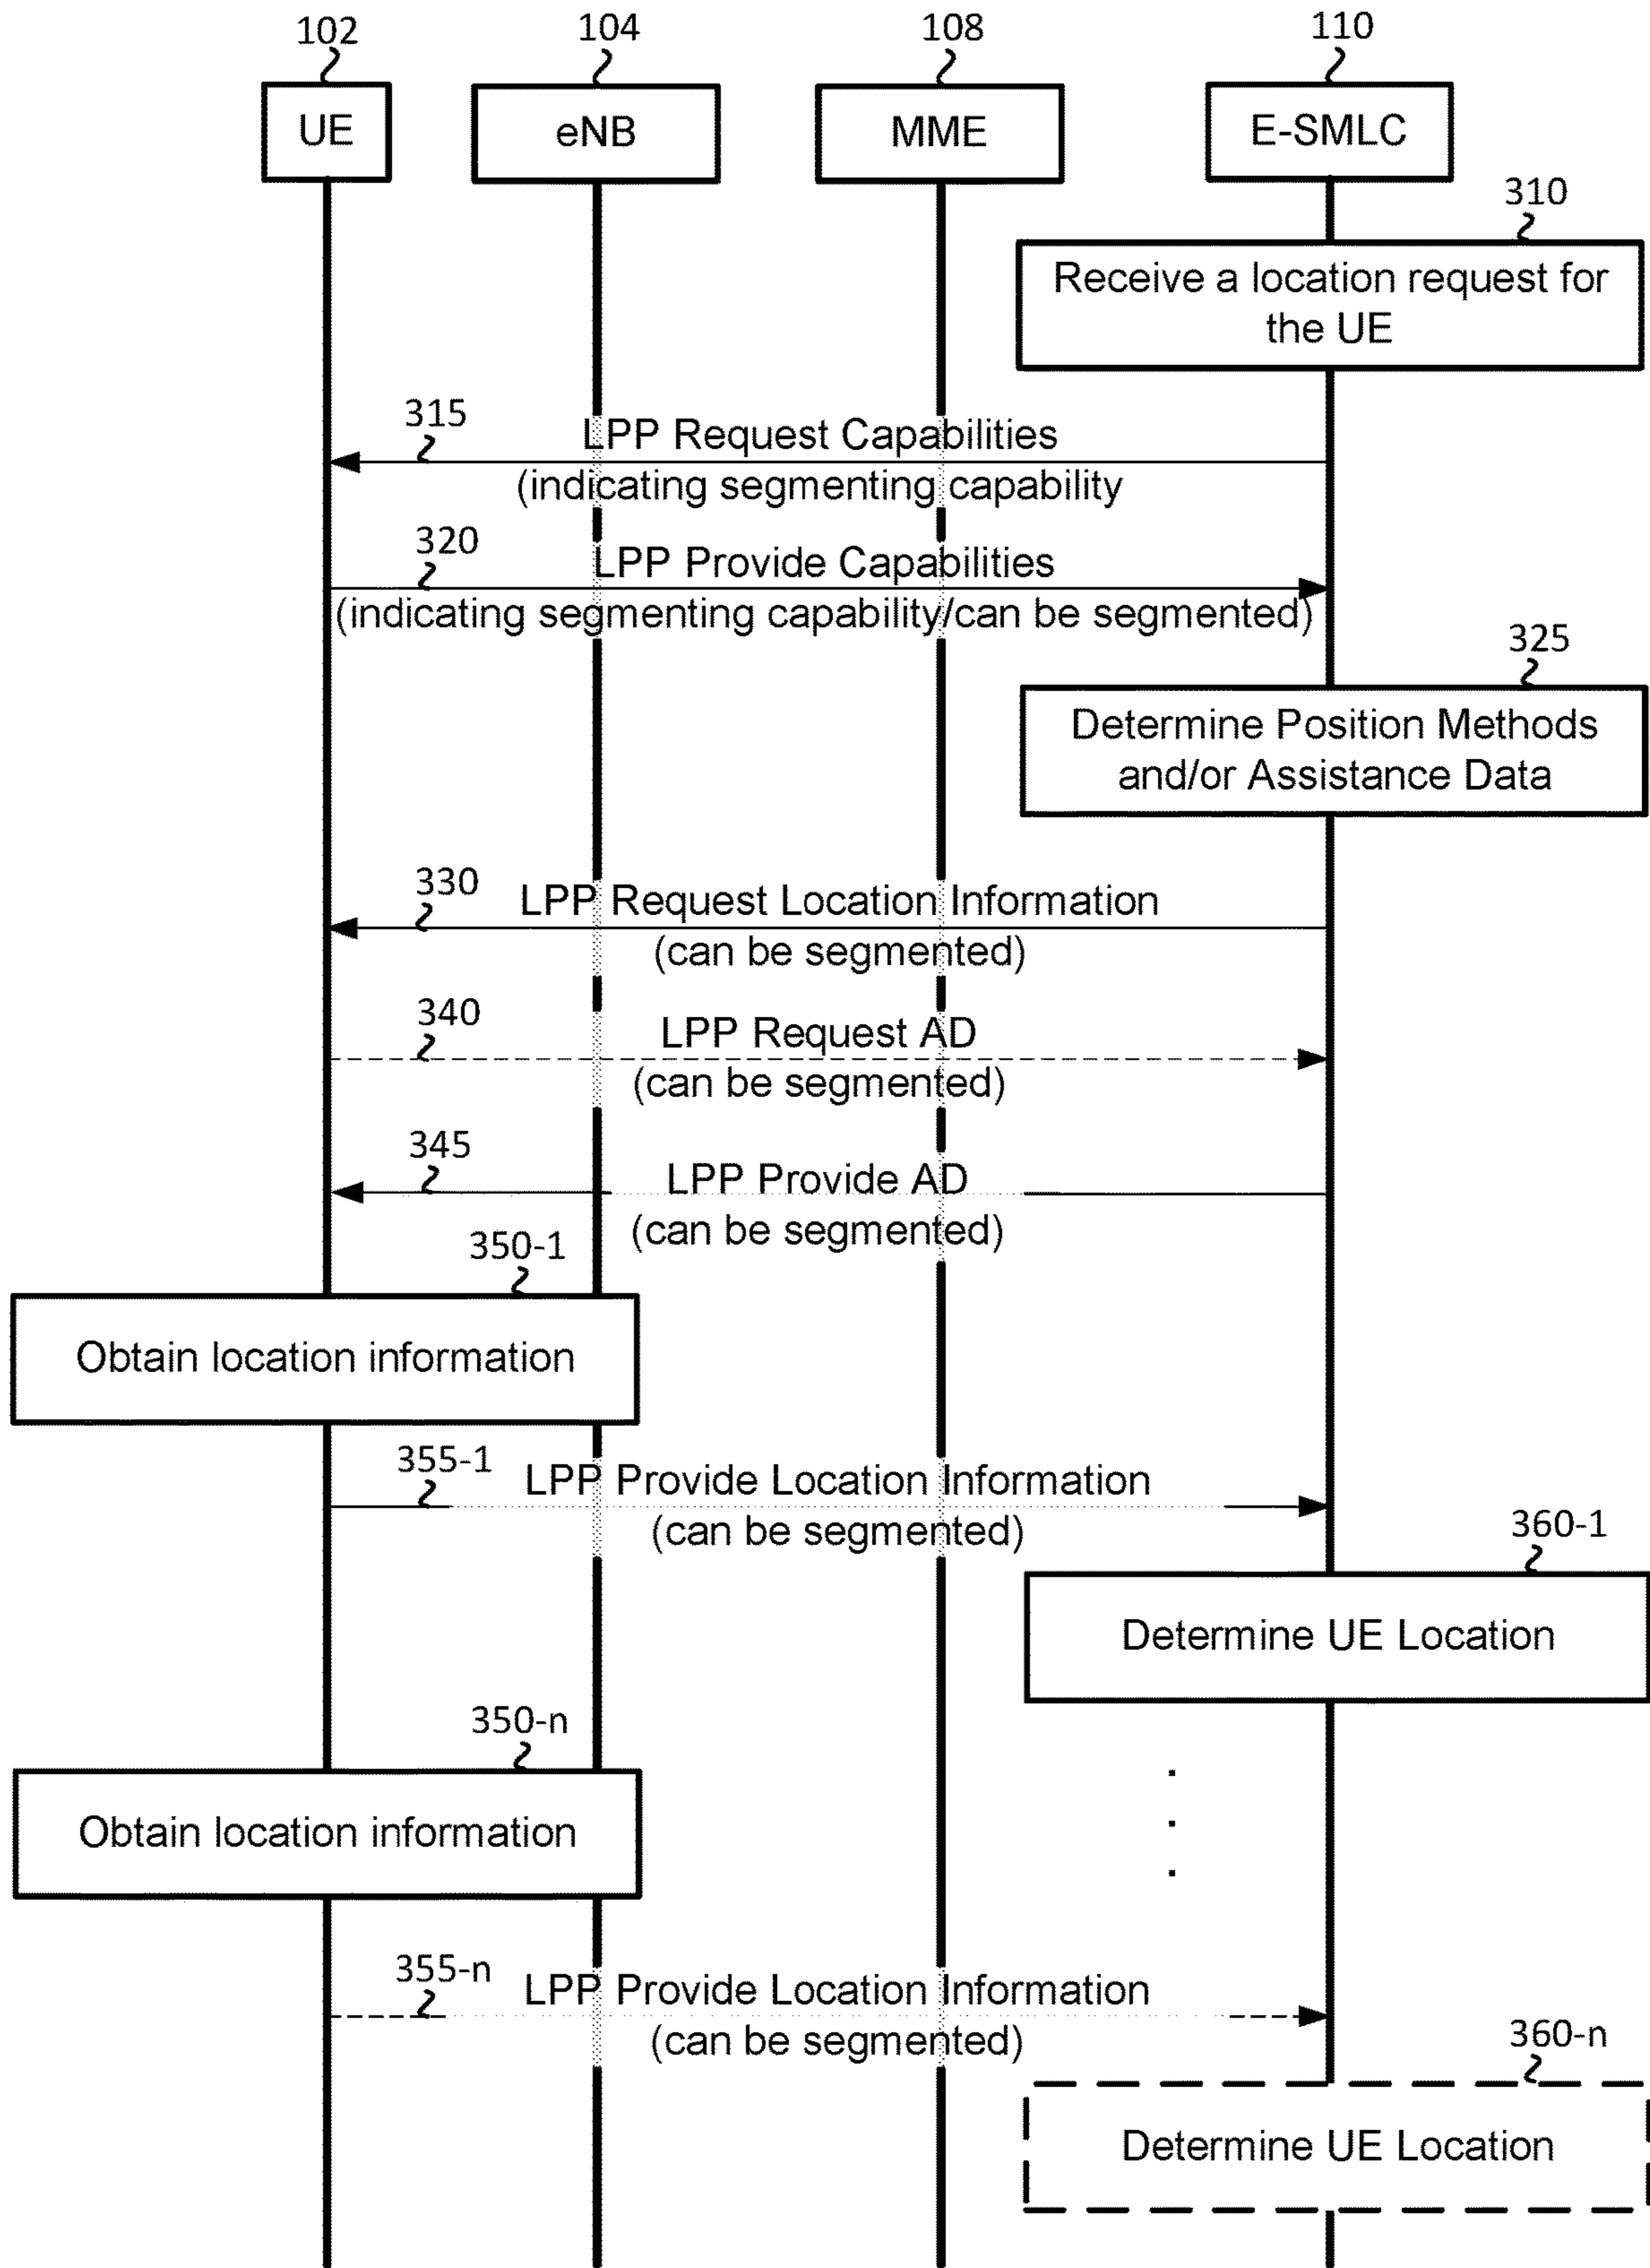 102
104
108
110
UE
eNB
MME
E-SMLC
310
Receive a location request for
the UE
315
LPP Request Capabilities
(indicating segmenting capability
320
LPP Provide Capabilities
(indicating segmenting capability/can be segmented)
325
Determine Position Methods
and/or Assistance Data
330
LPP Request Location Information
(can be segmented)
340
LPP Request AD
(can be segmented)
345
LPP Provide AD
(can be segmented)
350-1
Obtain location information
355-1
LPP Provide Location Information
(can be segmented)
360-1
Determine UE Location
350-n
Obtain location information
355-n
LPP Provide Location Information
(can be segmented)
360-n
Determine UE Location